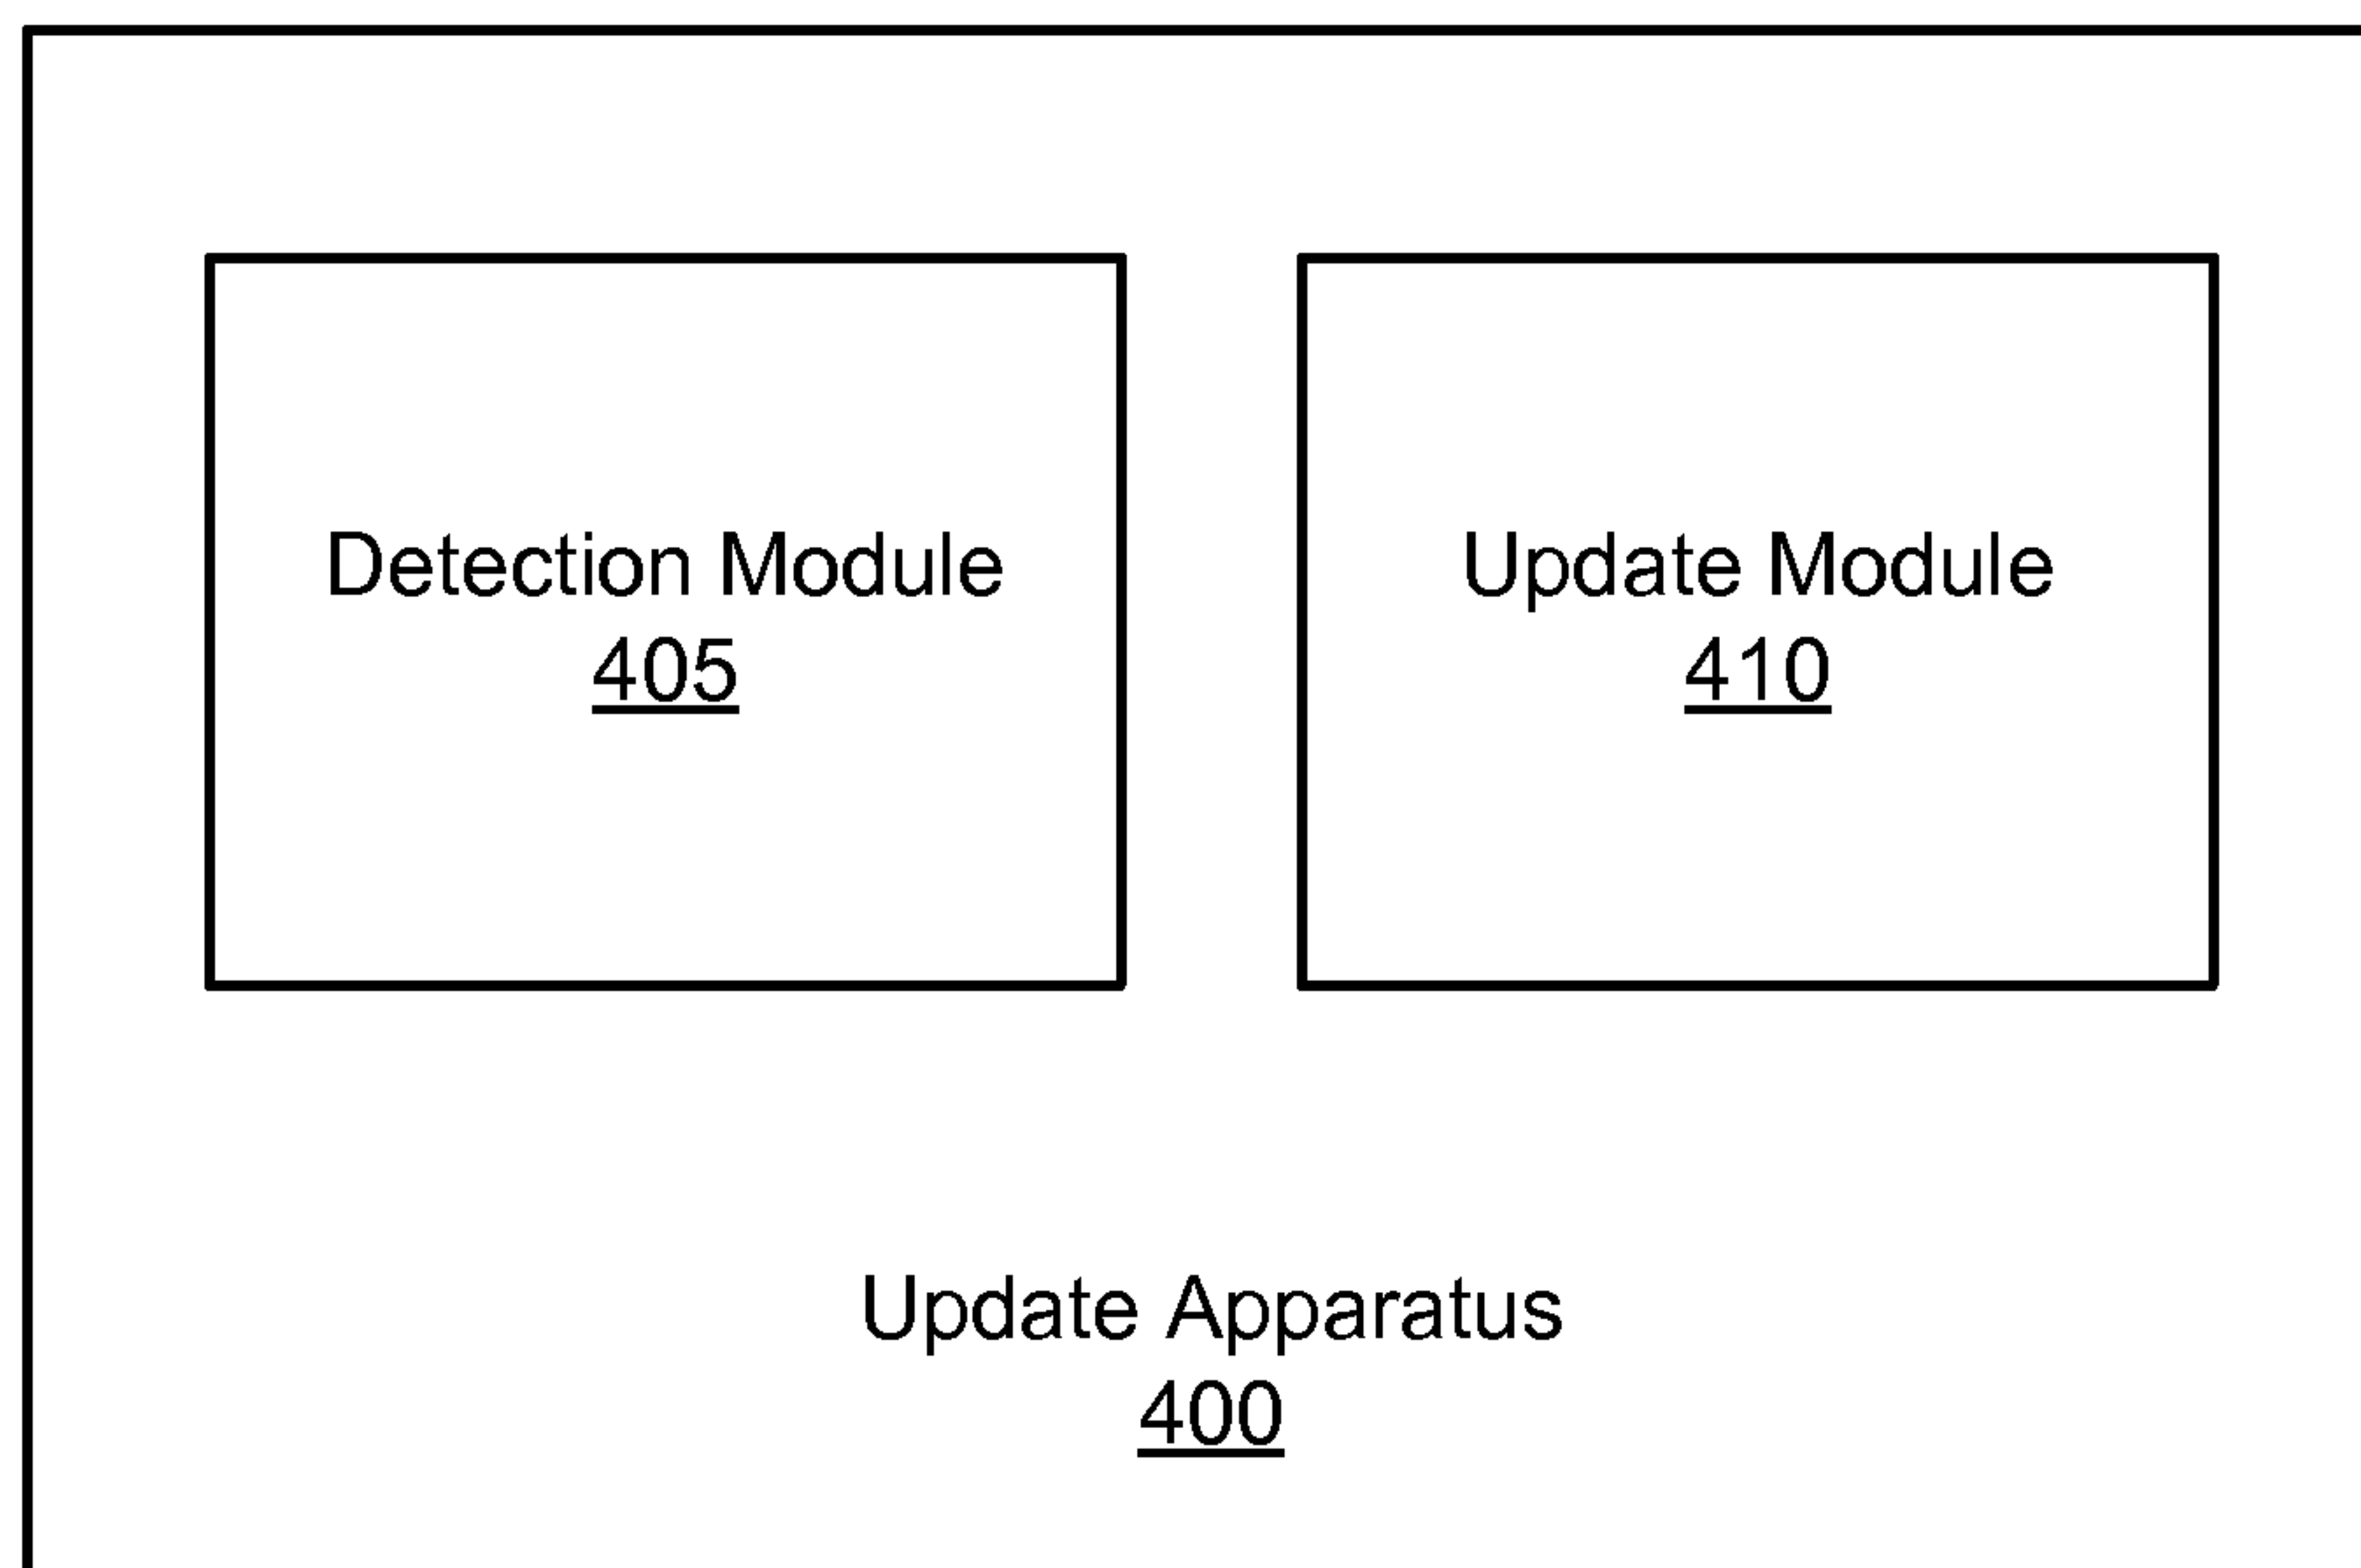 Detection Module
405
Update Module
410
Update Apparatus
400